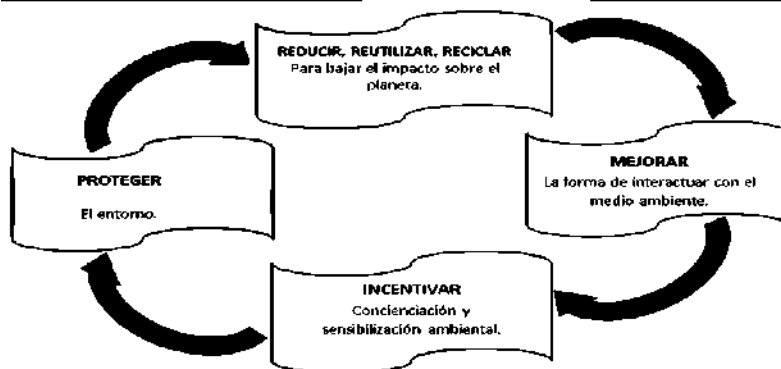 REDUCIR, REUTILIZAR, RECICLAR
Para bajar el impacto sobre el
planeta.
MEJORAR
La forma de interactuar con el
medio ambiente.
INCENTIVAR
Concienciación y
sensibilización ambiental.
PROTEGER
El entorno.